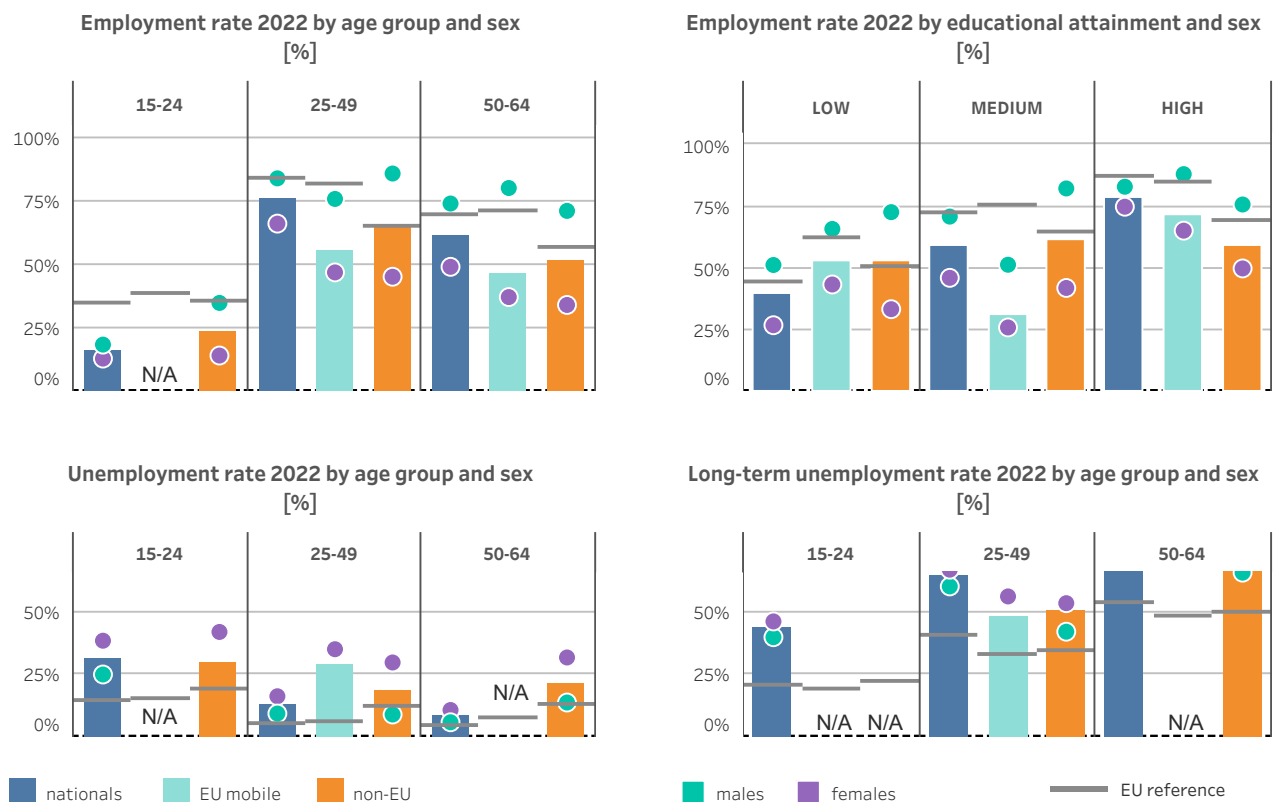 Employment rate 2022 by age group and sex
[%]
15-24
25-49
50-64
100%
75%
50%
25%
0%
N/A
Employment rate 2022 by educational attainment and sex
[%]
LOW
MEDIUM
HIGH
100%
75%
50%
25%
0%
Unemployment rate 2022 by age group and sex
[%]
15-24
25-49
50-64
50%
25%
0%
N/A
N/A
Long-term unemployment rate 2022 by age group and sex
[%]
15-24
25-49
50-64
50%
25%
0%
N/A N/A
N/A
nationals
EU mobile
non-EU
males
females
EU reference